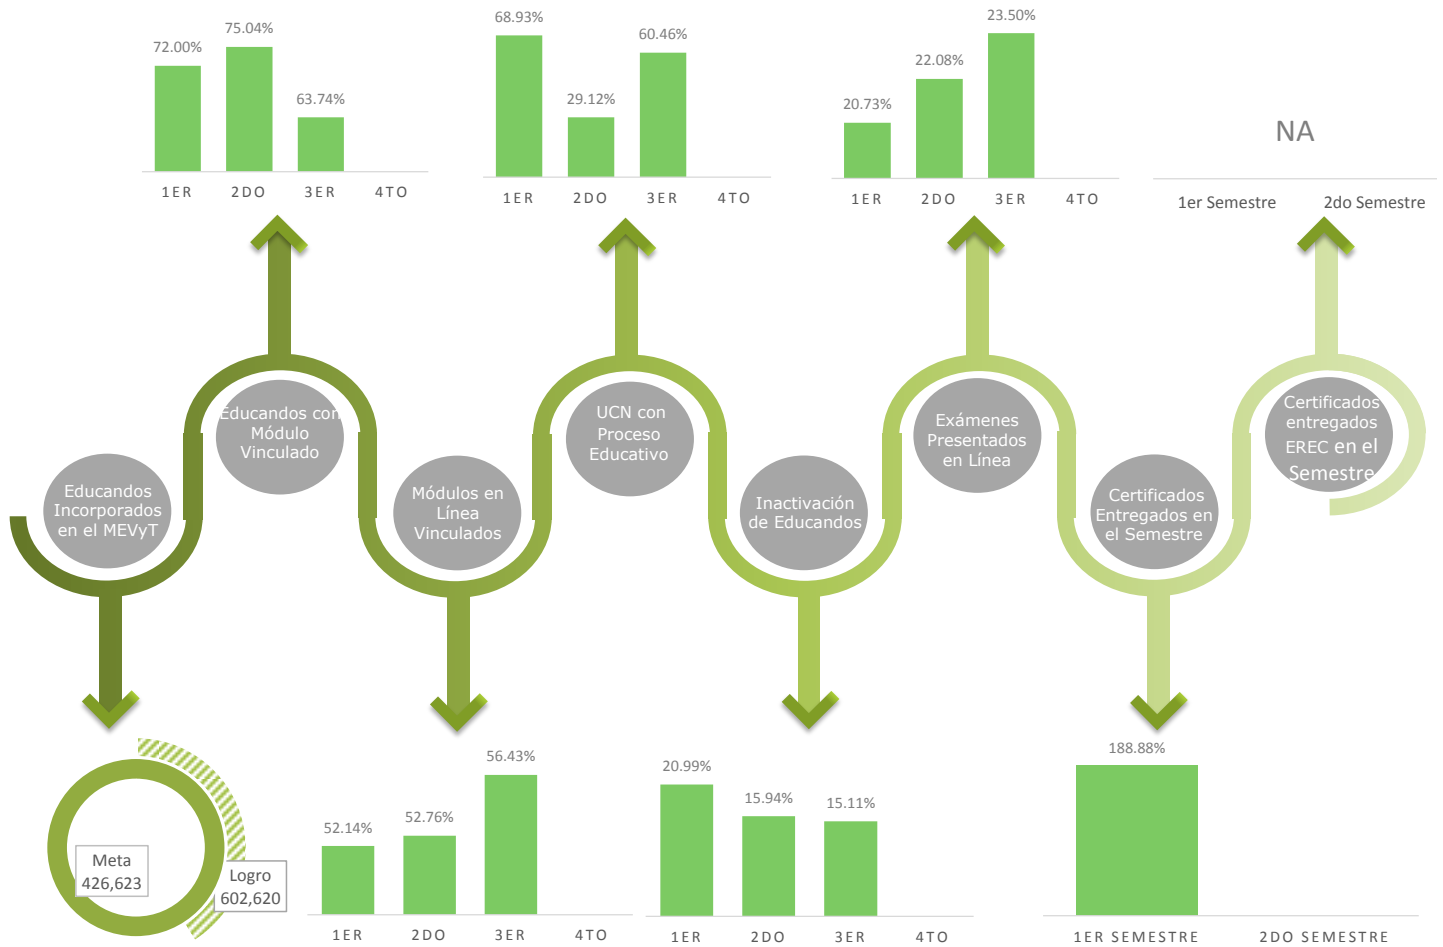 72.00%
75.04%
63.74%
1ER 2DO 3ER 4TO
68.93%
29.12%
60.46%
1ER 2DO 3ER 4TO
20.73%
22.08%
23.50%
1ER 2DO 3ER 4TO
NA
1er Semestre 2do Semestre
Educandos
Incorporados
en el MEVyT
Educandos con
Módulo
Vinculado
Módulos en
Línea
Vinculados
UCN con
Proceso
Educativo
Inactivación
de Educandos
Exámenes
Presentados
en Línea
Certificados
Entregados en
el Semestre
Certificados
entregados
EREC en el
Semestre
Meta
426,623
Logro
602,620
52.14%
52.76%
56.43%
1ER 2DO 3ER 4TO
20.99%
15.94%
15.11%
1ER 2DO 3ER 4TO
188.88%
1ER SEMESTRE 2DO SEMESTRE